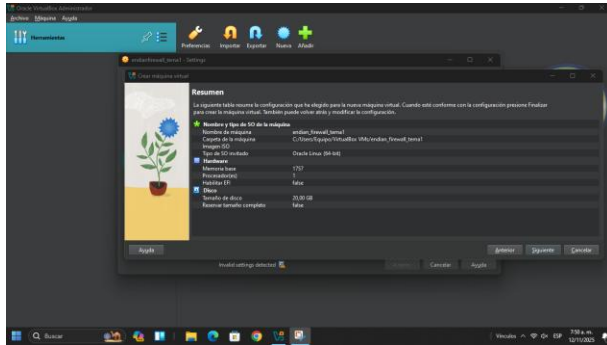 Oracle VirtualBox Administrador
Archivo Máquina Ayuda
Herramientas
Preferencias Importar Exportar Nueva Añadir
endianfirewall_tema1 - Settings
Crear máquina virtual
Resumen
La siguiente tabla resume la configuración que ha elegido para la nueva máquina virtual. Cuando esté conforme con la configuración presione Finalizar
para crear la máquina virtual. También puede volver atrás y modificar la configuración.
Nombre y tipo de SO de la máquina
Nombre de máquina endian_firewall_tema1
Carpeta de la máquina C:/Users/Equipo/VirtualBox VMs/endian_firewall_tema1
Imagen ISO
Tipo de SO invitado Oracle Linux (64-bit)
Hardware
Memoria base 1757
Procesador(es) 1
Habilitar EFI false
Disco
Tamaño de disco 20,00 GB
Reservar tamaño completo false
Ayuda Anterior Siguiente Cancelar
Invalid settings detected Cancelar Ayuda
Buscar Vínculos ESP 7:58 a. m.
12/11/2025